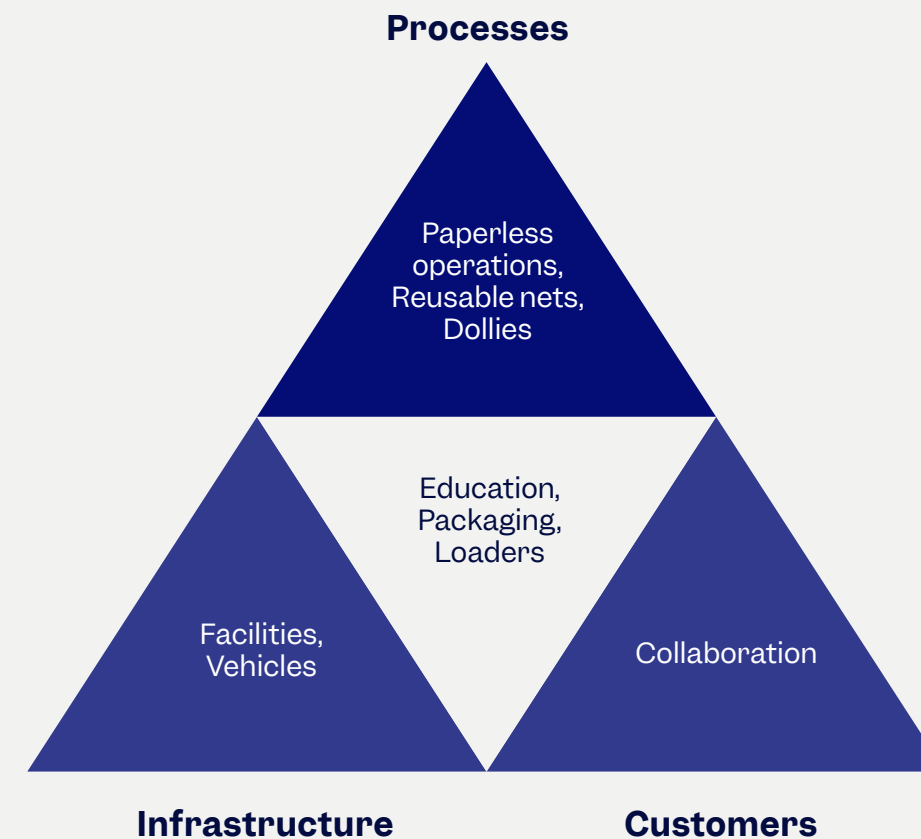 Processes
Paperless
operations,
Reusable nets,
Dollies
Education,
Packaging,
Loaders
Facilities,
Vehicles
Collaboration
Infrastructure
Customers